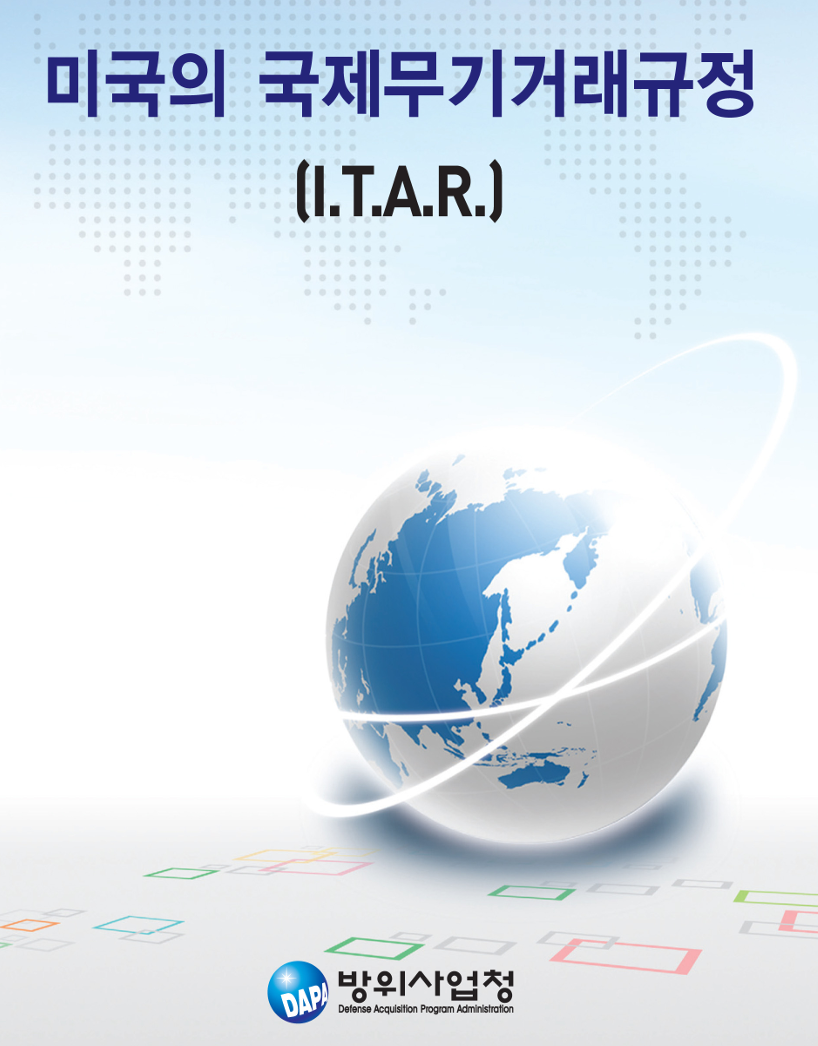 미국의 국제무기거래규정
(I.T.A.R.)
DAPA 방위사업청
Defense Acquisition Program Administration